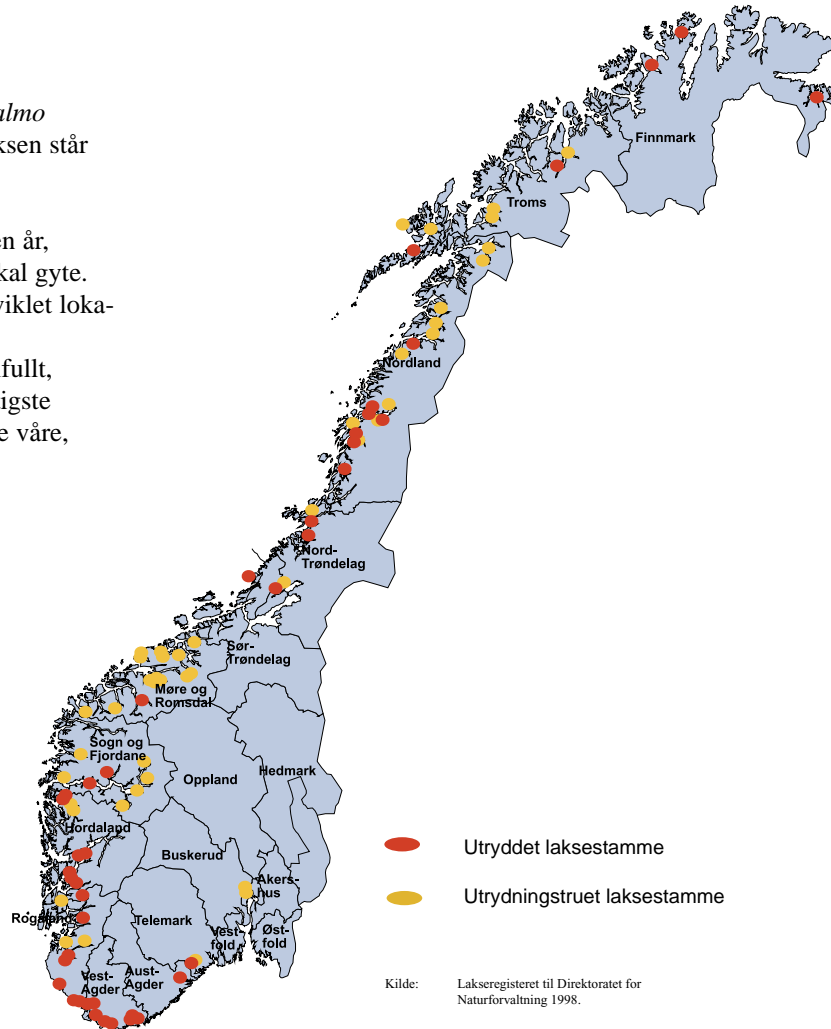 almo
ksen står
en år,
kal gyte.
viklet loka-
fullt,
tigste
e våre,
Finnmark
Troms
Nordland
Nord-
Trøndelag
Sør-
Trøndelag
Møre og
Romsdal
Sogn og
Fjordane
Oppland
Hedmark
Hordaland
Buskerud
Akers-
hus
Rogaland
Telemark
Vest-
fold
Øst-
fold
Vest-
Agder
Aust-
Agder
Utryddet laksestamme
Utrydningstruet laksestamme
Kilde: Lakseregisteret til Direktoratet for
Naturforvaltning 1998.